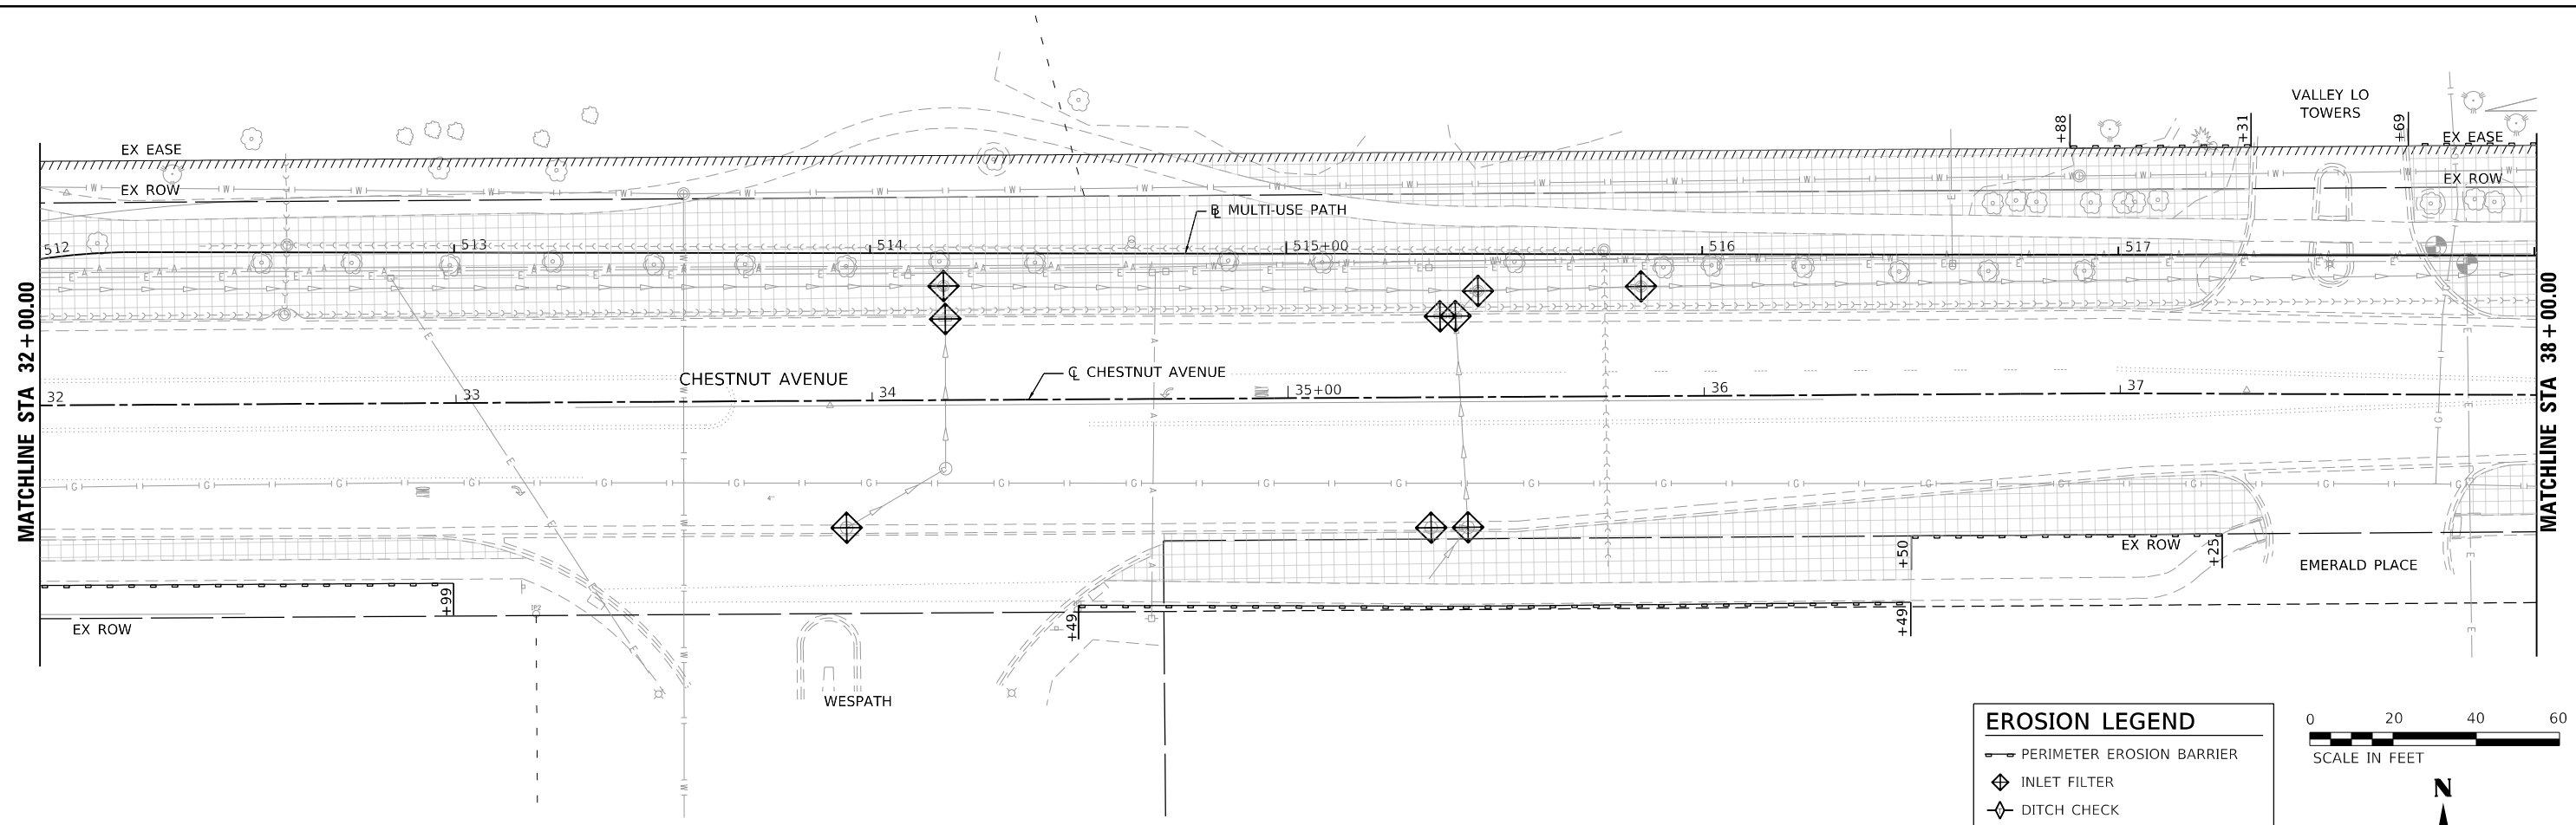 VALLEY LO
TOWERS
+88
+31
+69
EX EASE
EX EASE
EX ROW
EX ROW
℄ MULTI-USE PATH
512
513
514
515+00
516
517
MATCHLINE STA 32+00.00
MATCHLINE STA 38+00.00
CHESTNUT AVENUE
℄ CHESTNUT AVENUE
32
33
34
35+00
36
37
+99
+49
+50
+49
+25
EX ROW
EX ROW
EMERALD PLACE
WESPATH
EROSION LEGEND
PERIMETER EROSION BARRIER
INLET FILTER
DITCH CHECK
0 20 40 60
SCALE IN FEET
N